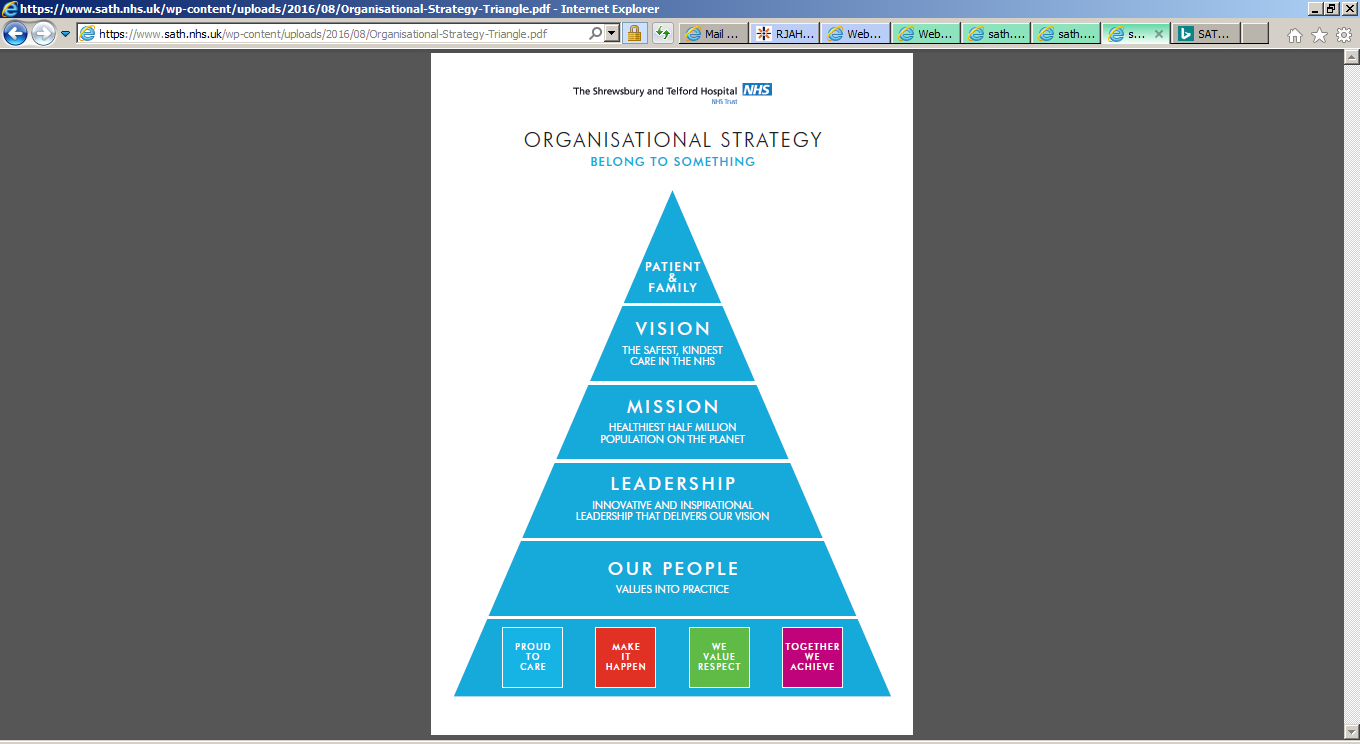 https://www.sath.nhs.uk/wp-content/uploads/2016/08/Organisational-Strategy-Triangle.pdf - Internet Explorer
https://www.sath.nhs.uk/wp-content/uploads/2016/08/Organisational-Strategy-Triangle.pdf
Mail ...
RJAH...
Web...
Web...
sath....
sath....
s...
SAT...
The Shrewsbury and Telford Hospital NHS
NHS Trust
ORGANISATIONAL STRATEGY
BELONG TO SOMETHING
PATIENT
&
FAMILY
VISION
THE SAFEST, KINDEST
CARE IN THE NHS
MISSION
HEALTHIEST HALF MILLION
POPULATION ON THE PLANET
LEADERSHIP
INNOVATIVE AND INSPIRATIONAL
LEADERSHIP THAT DELIVERS OUR VISION
OUR PEOPLE
VALUES INTO PRACTICE
PROUD
TO
CARE
MAKE
IT
HAPPEN
WE
VALUE
RESPECT
TOGETHER
WE
ACHIEVE